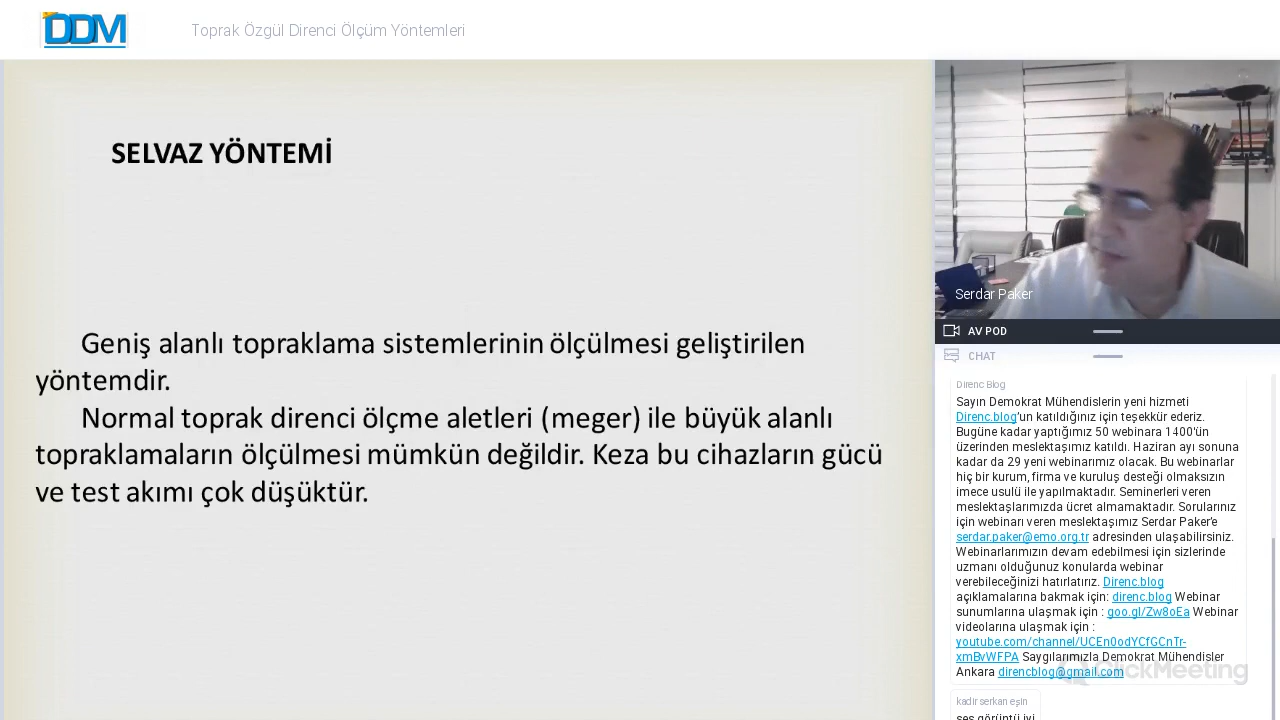 DDM
Toprak Özgül Direnci Ölçüm Yöntemleri
SELVAZ YÖNTEMİ
Geniş alanlı topraklama sistemlerinin ölçülmesi geliştirilen
yöntemdir.
Normal toprak direnci ölçme aletleri (meger) ile büyük alanlı
topraklamaların ölçülmesi mümkün değildir. Keza bu cihazların gücü
ve test akımı çok düşüktür.
Serdar Paker
AV POD
CHAT
Direnc Blog
Sayın Demokrat Mühendislerin yeni hizmeti
Direnc.blog'un katıldığınız için teşekkür ederiz.
Bugüne kadar yaptığımız 50 webinara 1400'ün
üzerinden meslektaşımız katıldı. Haziran ayı sonuna
kadar da 29 yeni webinarımız olacak. Bu webinarlar
hiç bir kurum, firma ve kuruluş desteği olmaksızın
imece usulü ile yapılmaktadır. Seminerleri veren
meslektaşlarımızda ücret almamaktadır. Sorularınız
için webinarı veren meslektaşımız Serdar Paker'e
serdar.paker@emo.org.tr adresinden ulaşabilirsiniz.
Webinarlarımızın devam edebilmesi için sizlerinde
uzmanı olduğunuz konularda webinar
verebileceğinizi hatırlatırız. Direnc.blog
açıklamalarına bakmak için: direnc.blog Webinar
sunumlarına ulaşmak için : goo.gl/Zw8oEa Webinar
videolarına ulaşmak için :
youtube.com/channel/UCEn0odYCfGCnTr-
xmBvWFPA Saygılarımızla Demokrat Mühendisler
Ankara direncblog@gmail.com
ClickMeeting
kadir serkan eşin
ses görüntü iyi